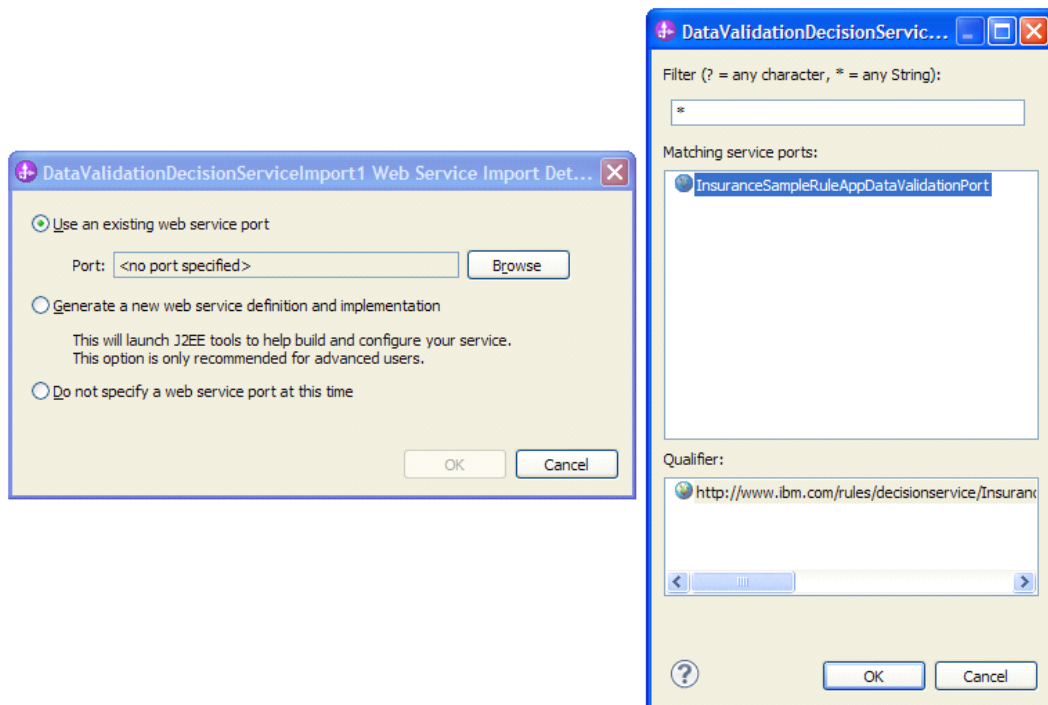 DataValidationDecisionServiceImport1 Web Service Import Det...
Use an existing web service port
Port: <no port specified> Browse
Generate a new web service definition and implementation
This will launch J2EE tools to help build and configure your service.
This option is only recommended for advanced users.
Do not specify a web service port at this time
OK Cancel
DataValidationDecisionServic...
Filter (? = any character, * = any String):
*
Matching service ports:
InsuranceSampleRuleAppDataValidationPort
Qualifier:
http://www.ibm.com/rules/decisionservice/Insuranc
? OK Cancel